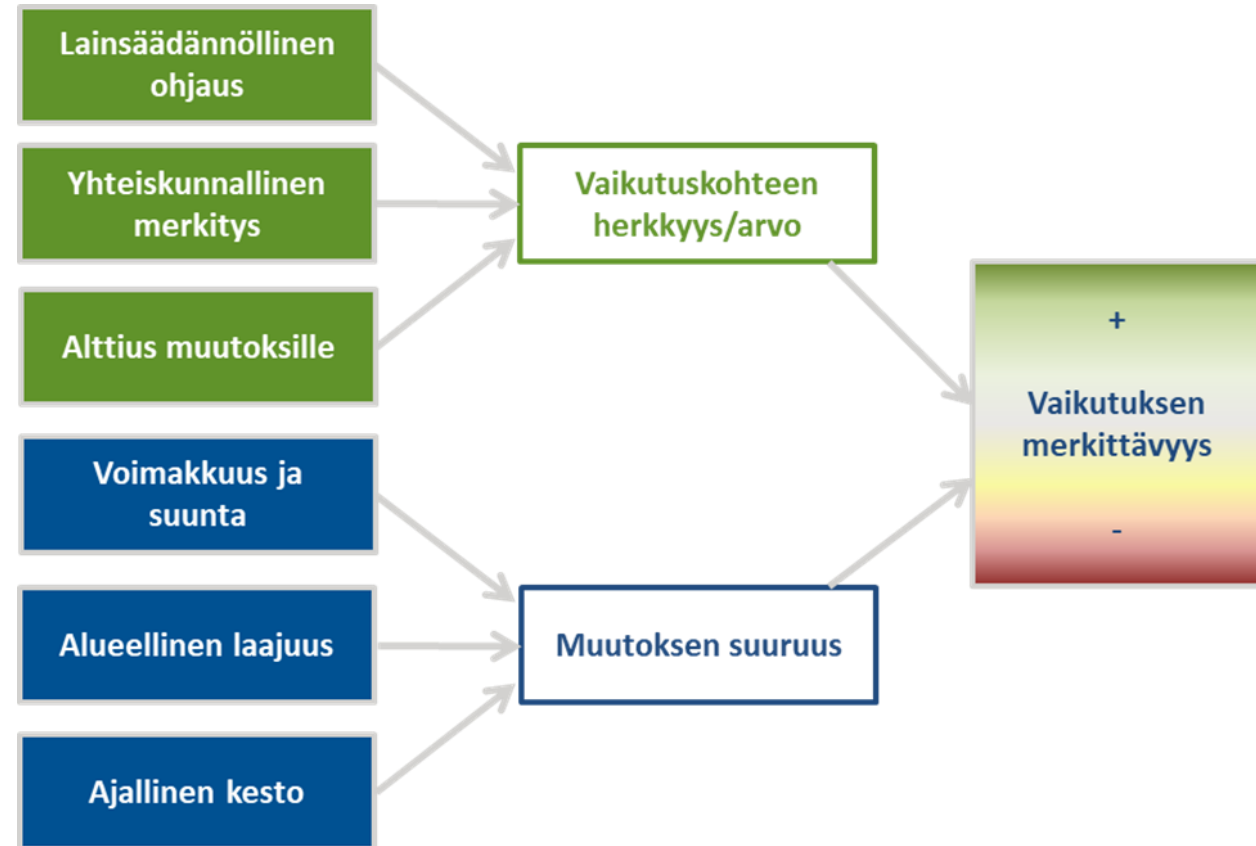 Lainsäädännöllinen
ohjaus
Yhteiskunnallinen
merkitys
Alttius muutoksille
Voimakkuus ja
suunta
Alueellinen laajuus
Ajallinen kesto
Vaikutuskohteen
herkkyys/arvo
Muutoksen suuruus
+
Vaikutuksen
merkittävyys
-